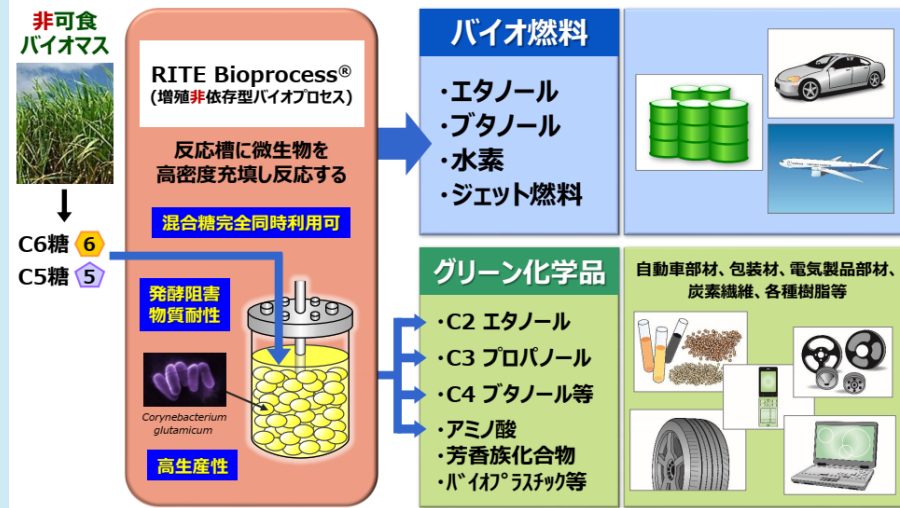 非可食
バイオマス
C6糖 6
C5糖 5
RITE Bioprocess®
(増殖非依存型バイオプロセス)
反応槽に微生物を
高密度充填し反応する
混合糖完全同時利用可
発酵阻害
物質耐性
Corynebacterium
glutamicum
高生産性
バイオ燃料
・エタノール
・ブタノール
・水素
・ジェット燃料
グリーン化学品
・C2 エタノール
・C3 プロパノール
・C4 ブタノール等
・アミノ酸
・芳香族化合物
・バイオプラスチック等
自動車部材、包装材、電気製品部材、
炭素繊維、各種樹脂等